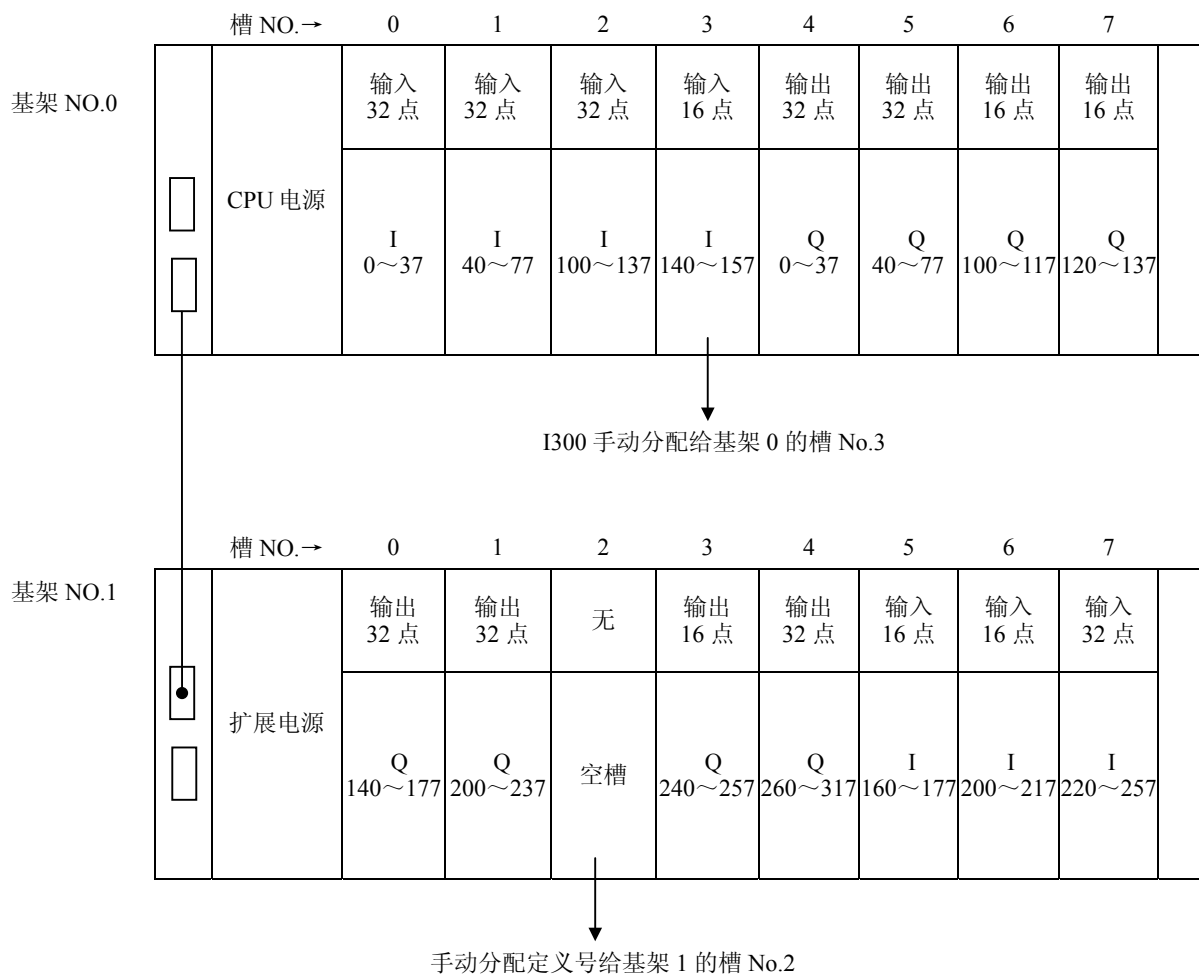 槽 NO.→ 0 1 2 3 4 5 6 7
基架 NO.0
CPU 电源
输入 输入 输入 输入 输出 输出 输出 输出
32 点 32 点 32 点 16 点 32 点 32 点 16 点 16 点
I I I I Q Q Q Q
0～37 40～77 100～137 140～157 0～37 40～77 100～117 120～137
I300 手动分配给基架 0 的槽 No.3
槽 NO.→ 0 1 2 3 4 5 6 7
基架 NO.1
扩展电源
输出 输出 无 输出 输出 输入 输入 输入
32 点 32 点 16 点 32 点 16 点 16 点 32 点
Q Q 空槽 Q Q I I I
140～177 200～237 240～257 260～317 160～177 200～217 220～257
手动分配定义号给基架 1 的槽 No.2